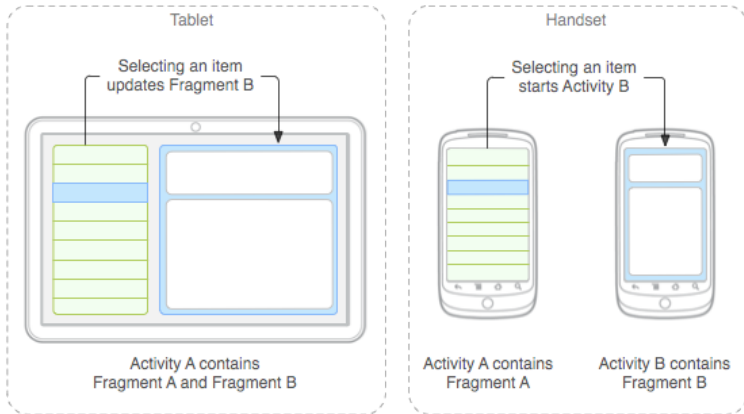 Tablet
Selecting an item
updates Fragment B
Activity A contains
Fragment A and Fragment B
Handset
Selecting an item
starts Activity B
Activity A contains
Fragment A
Activity B contains
Fragment B